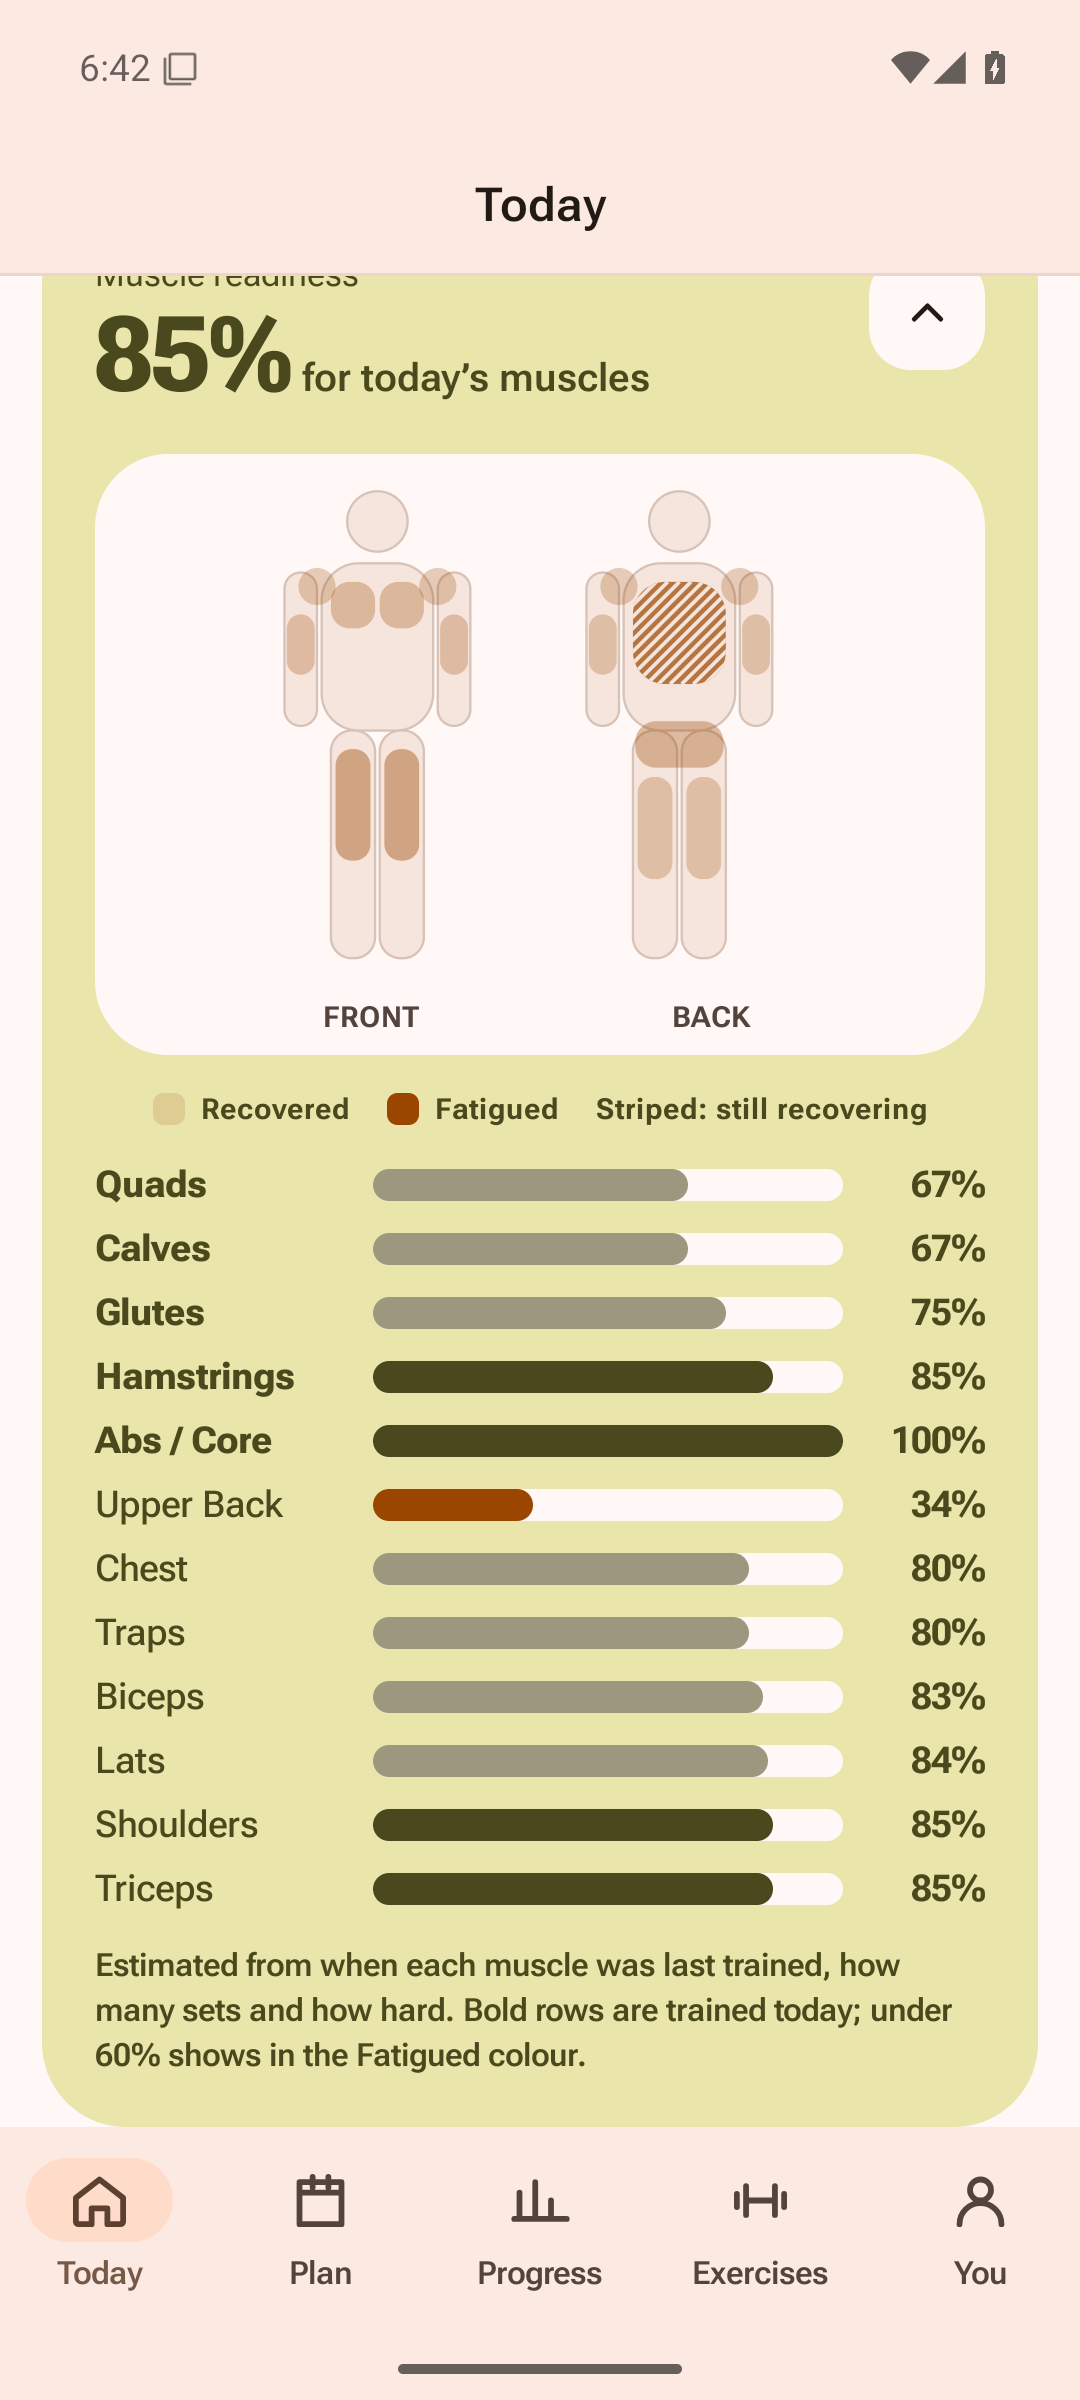 6:42
Today
Muscle readiness
85% for today’s muscles
FRONT
BACK
Recovered
Fatigued
Striped: still recovering
Quads 67%
Calves 67%
Glutes 75%
Hamstrings 85%
Abs / Core 100%
Upper Back 34%
Chest 80%
Traps 80%
Biceps 83%
Lats 84%
Shoulders 85%
Triceps 85%
Estimated from when each muscle was last trained, how
many sets and how hard. Bold rows are trained today; under
60% shows in the Fatigued colour.
Today
Plan
Progress
Exercises
You